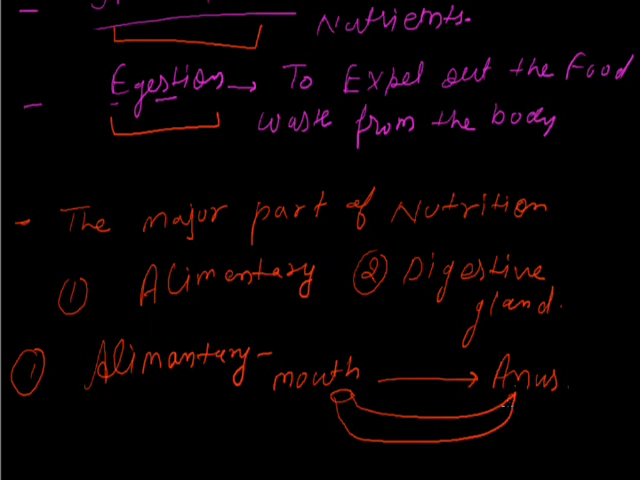 Nutrients.
- Egestion → To Expel out the Food
waste from the body
- The major part of Nutrition
① Alimentary ② Digestive
gland.
① Alimantary - mouth → Anus.